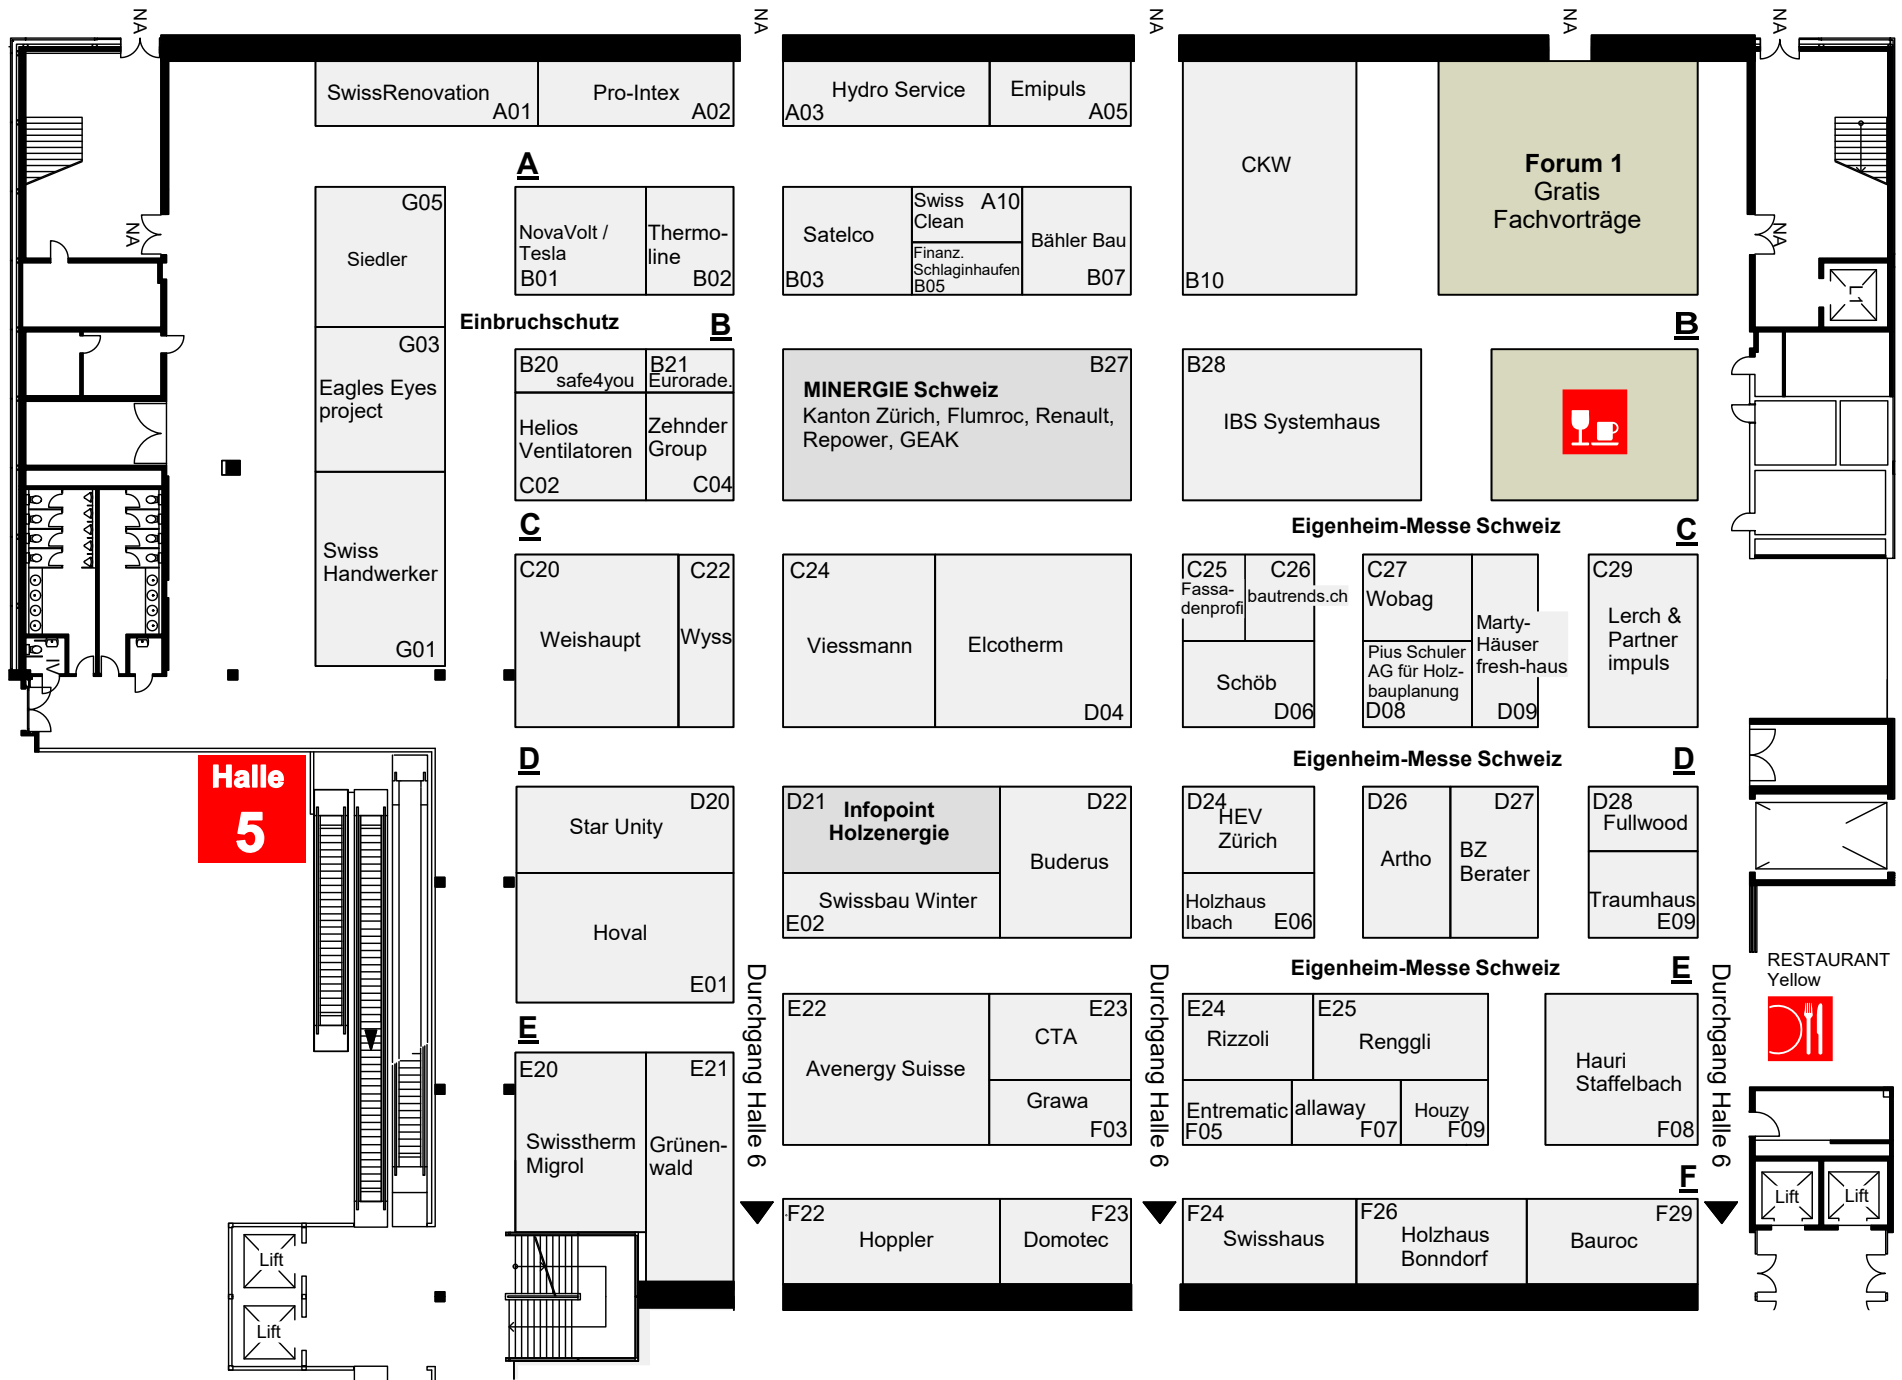 NA
NA
NA
NA
NA
SwissRenovation
A01
Pro-Intex
A02
A03
Hydro Service
Emipuls
A05
A
CKW
B10
Forum 1
Gratis
Fachvorträge
NA
NA
L1
G05
Siedler
NovaVolt /
Tesla
B01
Thermo-
line
B02
Satelco
B03
Swiss
Clean
A10
Finanz.
Schlaginhaufen
B05
Bähler Bau
B07
Einbruchschutz
B
B
G03
Eagles Eyes
project
B20
safe4you
B21
Eurorade.
Helios
Ventilatoren
C02
Zehnder
Group
C04
B27
MINERGIE Schweiz
Kanton Zürich, Flumroc, Renault,
Repower, GEAK
B28
IBS Systemhaus
C
Eigenheim-Messe Schweiz
C
Swiss
Handwerker
G01
IV
C20
Weishaupt
C22
Wyss
C24
Viessmann
Elcotherm
D04
C25
Fassa-
denprofi
C26
bautrends.ch
Schöb
D06
C27
Wobag
Pius Schuler
AG für Holz-
bauplanung
D08
Marty-
Häuser
fresh-haus
D09
C29
Lerch &
Partner
impuls
Halle
5
D
Eigenheim-Messe Schweiz
D
D20
Star Unity
Hoval
E01
D21
Infopoint
Holzenergie
Swissbau Winter
E02
D22
Buderus
D24
HEV
Zürich
Holzhaus
Ibach
E06
D26
Artho
D27
BZ
Berater
D28
Fullwood
Traumhaus
E09
Eigenheim-Messe Schweiz
E
RESTAURANT
Yellow
Durchgang Halle 6
Durchgang Halle 6
Durchgang Halle 6
E
E20
Swisstherm
Migrol
E21
Grünen-
wald
E22
Avenergy Suisse
E23
CTA
Grawa
F03
E24
Rizzoli
E25
Renggli
Entrematic
F05
allaway
F07
Houzy
F09
Hauri
Staffelbach
F08
F
F22
Hoppler
F23
Domotec
F24
Swisshaus
F26
Holzhaus
Bonndorf
F29
Bauroc
Lift
Lift
Lift
Lift